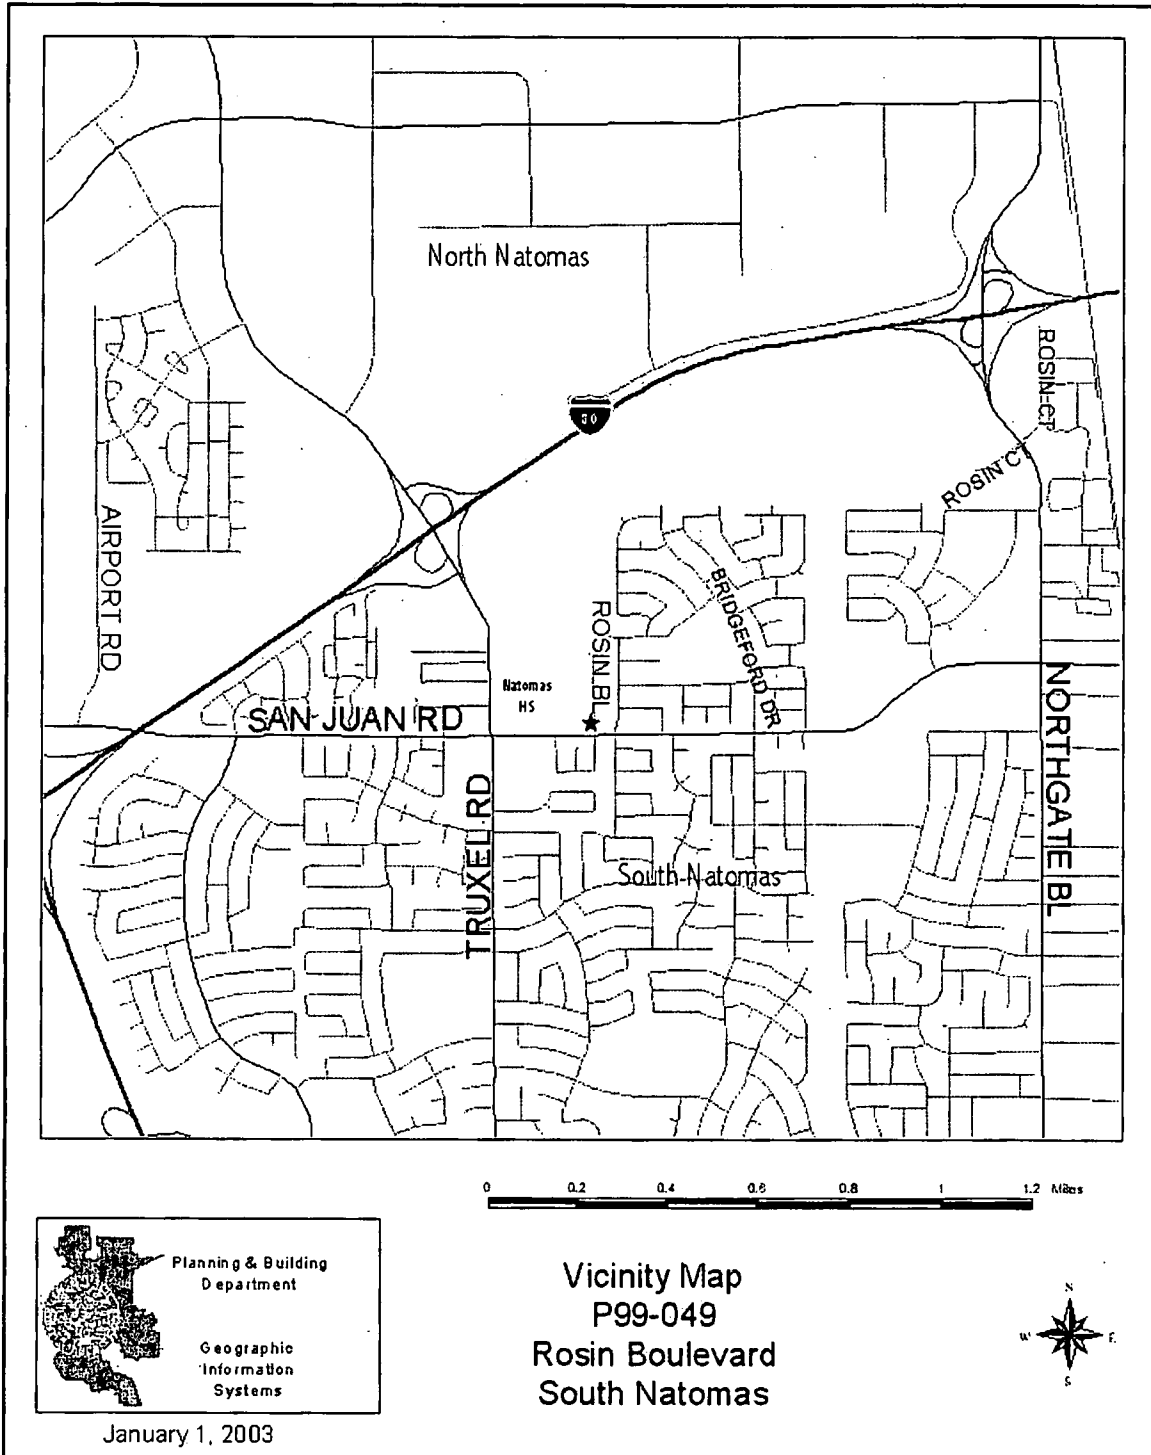 North Natomas
80
ROSIN CT
ROSIN CT
AIRPORT RD
BRIDGEFORD DR
ROSIN BL
Natomas
HS
SAN JUAN RD
NORTHGATE BL
TRUXEL RD
South Natomas
0 0.2 0.4 0.6 0.8 1 1.2 Miles
Planning & Building
Department
Geographic
Information
Systems
January 1, 2003
Vicinity Map
P99-049
Rosin Boulevard
South Natomas
N
W E
S